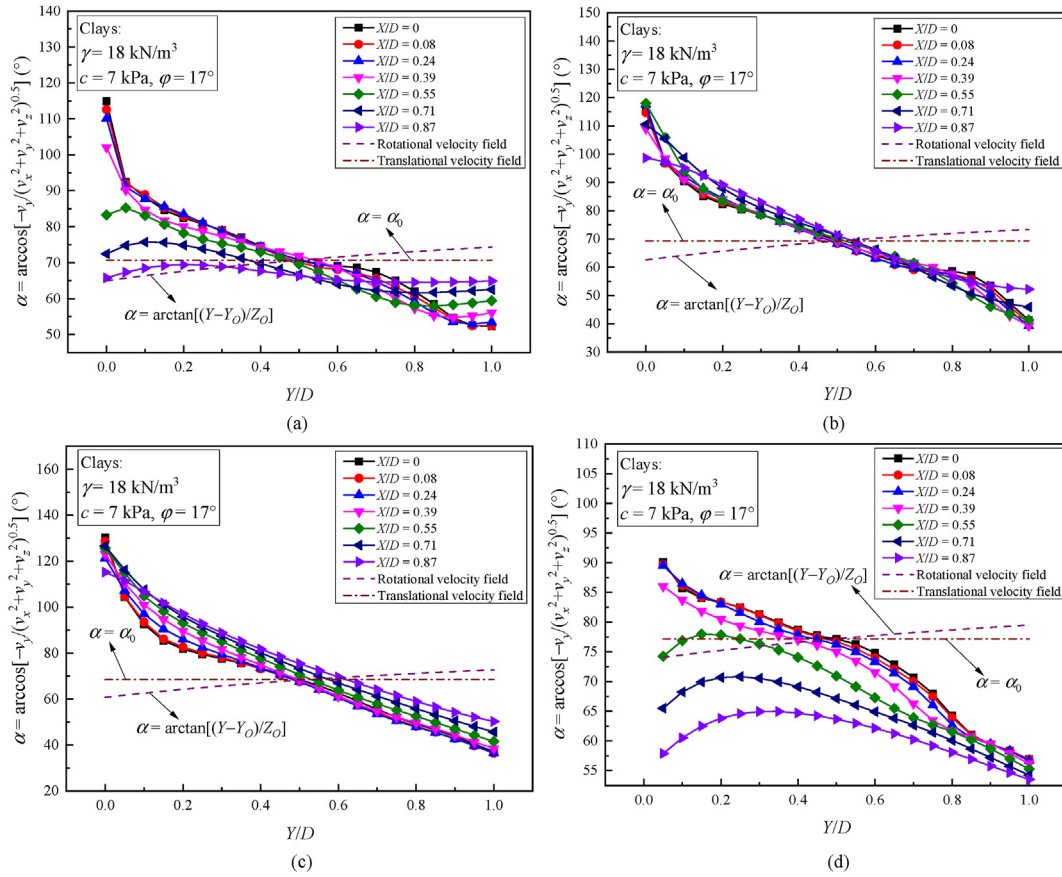 Clays:
γ = 18 kN/m³
c = 7 kPa, φ = 17°
X/D = 0
X/D = 0.08
X/D = 0.24
X/D = 0.39
X/D = 0.55
X/D = 0.71
X/D = 0.87
Rotational velocity field
Translational velocity field
α = α₀
α = arctan[(Y−Y_O)/Z_O]
α = arccos[−v_y/(v_x²+v_y²+v_z²)^0.5] (°)
140
130
120
110
100
90
80
70
60
50
0.0 0.2 0.4 0.6 0.8 1.0
Y/D
(a)
Clays:
γ = 18 kN/m³
c = 7 kPa, φ = 17°
X/D = 0
X/D = 0.08
X/D = 0.24
X/D = 0.39
X/D = 0.55
X/D = 0.71
X/D = 0.87
Rotational velocity field
Translational velocity field
α = α₀
α = arctan[(Y−Y_O)/Z_O]
α = arccos[−v_y/(v_x²+v_y²+v_z²)^0.5] (°)
150
140
130
120
110
100
90
80
70
60
50
40
30
0.0 0.2 0.4 0.6 0.8 1.0
Y/D
(b)
Clays:
γ = 18 kN/m³
c = 7 kPa, φ = 17°
X/D = 0
X/D = 0.08
X/D = 0.24
X/D = 0.39
X/D = 0.55
X/D = 0.71
X/D = 0.87
Rotational velocity field
Translational velocity field
α = α₀
α = arctan[(Y−Y_O)/Z_O]
α = arccos[−v_y/(v_x²+v_y²+v_z²)^0.5] (°)
160
140
120
100
80
60
40
20
0.0 0.2 0.4 0.6 0.8 1.0
Y/D
(c)
Clays:
γ = 18 kN/m³
c = 7 kPa, φ = 17°
X/D = 0
X/D = 0.08
X/D = 0.24
X/D = 0.39
X/D = 0.55
X/D = 0.71
X/D = 0.87
Rotational velocity field
Translational velocity field
α = arctan[(Y−Y_O)/Z_O]
α = α₀
α = arccos[−v_y/(v_x²+v_y²+v_z²)^0.5] (°)
110
105
100
95
90
85
80
75
70
65
60
55
0.0 0.2 0.4 0.6 0.8 1.0
Y/D
(d)